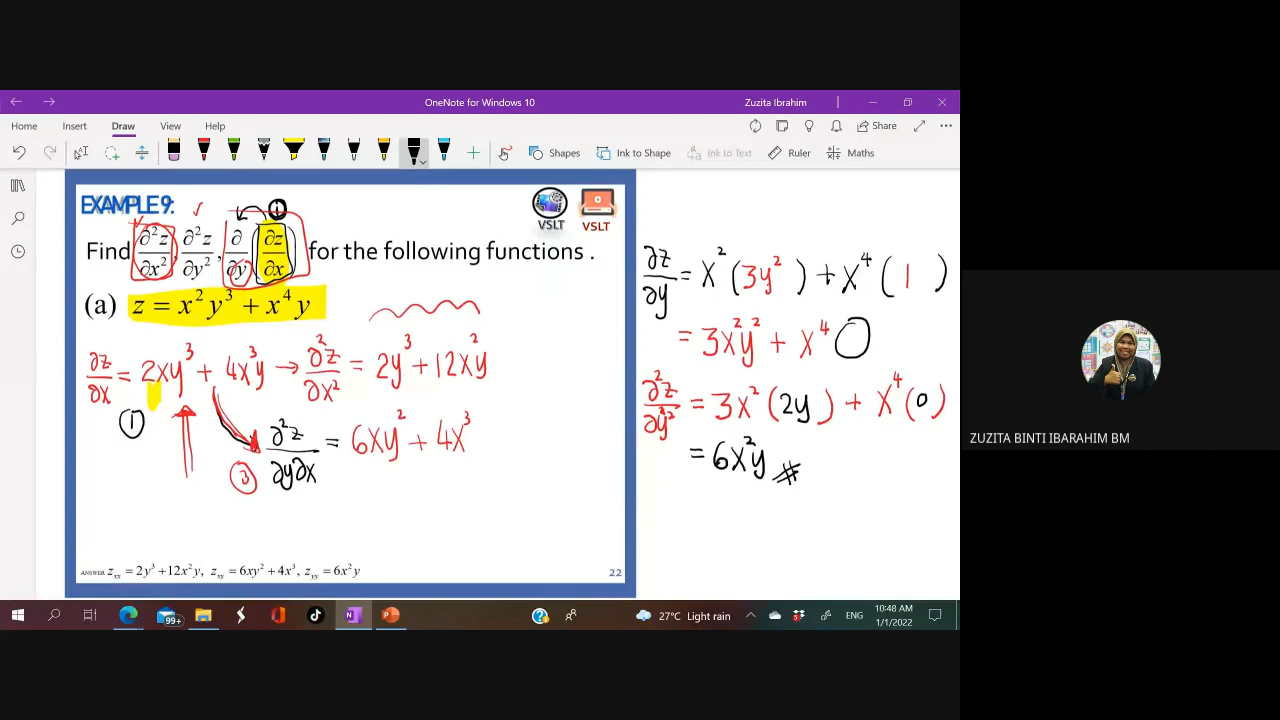 OneNote for Windows 10
Zuzita Ibrahim
Home Insert Draw View Help
Share
Shapes Ink to Shape Ink to Text Ruler Maths
EXAMPLE 9:
VSLT VSLT
①
Find ∂²z/∂x², ∂²z/∂y², ∂/∂y(∂z/∂x) for the following functions .
(a) z = x²y³ + x⁴y
∂z/∂x = 2xy³ + 4x³y → ∂²z/∂x² = 2y³ + 12x²y
①
③ ∂²z/∂y∂x = 6xy² + 4x³
ANSWER z_xx = 2y³ +12x²y, z_xy = 6xy² + 4x³, z_yy = 6x²y
22
∂z/∂y = x²(3y²) + x⁴(1)
= 3x²y² + x⁴
∂²z/∂y² = 3x²(2y) + x⁴(0)
= 6x²y
ZUZITA BINTI IBARAHIM BM
99+
27°C Light rain
ENG
10:48 AM
1/1/2022